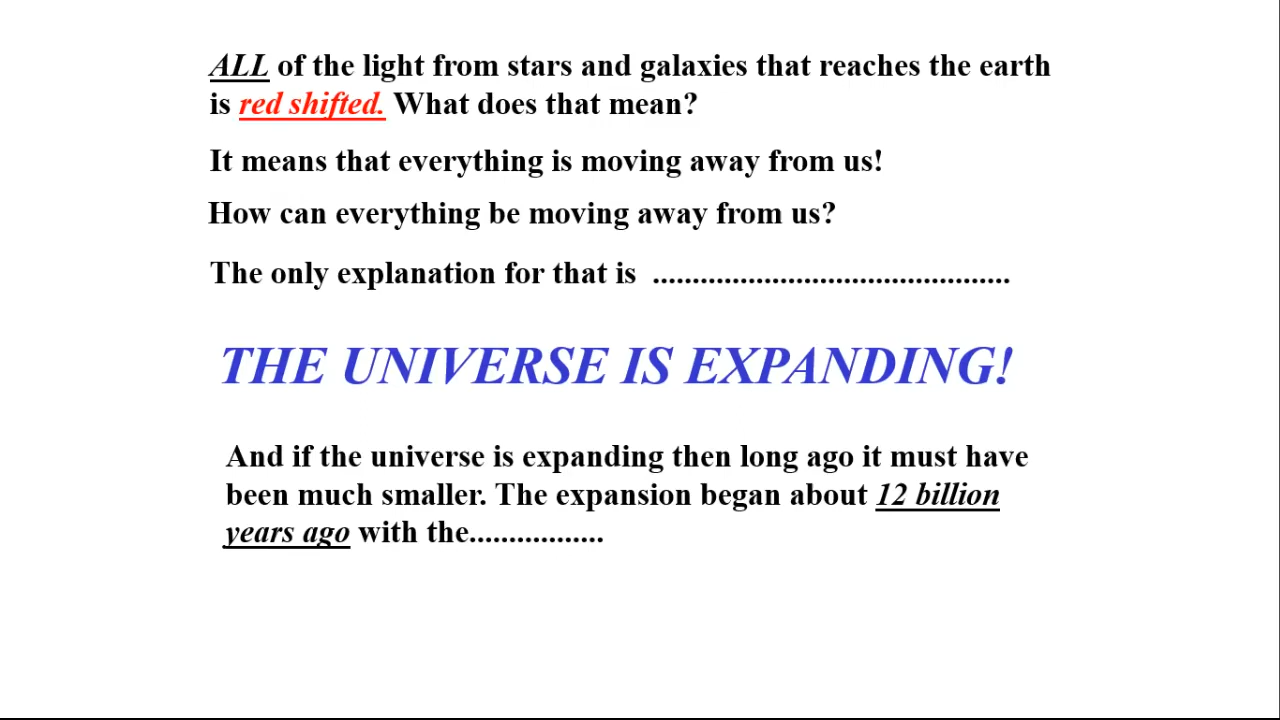 ALL of the light from stars and galaxies that reaches the earth
is red shifted. What does that mean?
It means that everything is moving away from us!
How can everything be moving away from us?
The only explanation for that is .............................................
THE UNIVERSE IS EXPANDING!
And if the universe is expanding then long ago it must have
been much smaller. The expansion began about 12 billion
years ago with the.................